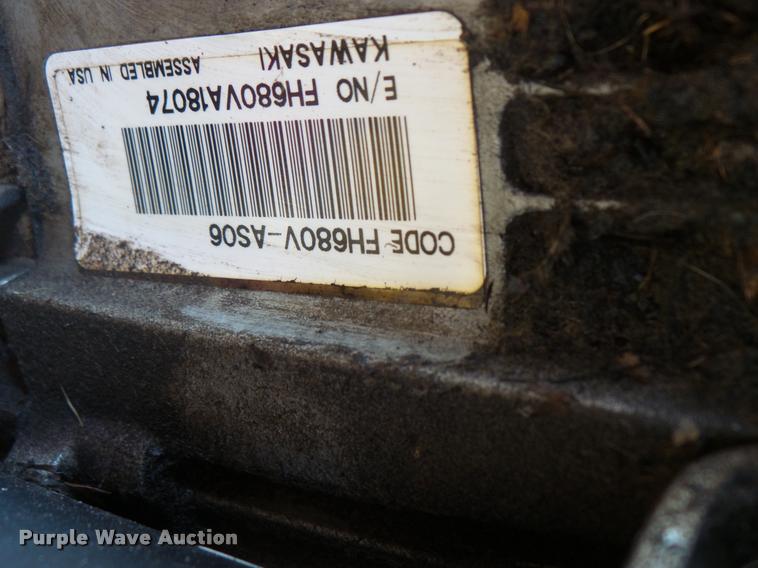 CODE FH680V-AS06
E/NO FH680VA18074
KAWASAKI ASSEMBLED IN USA
Purple Wave Auction